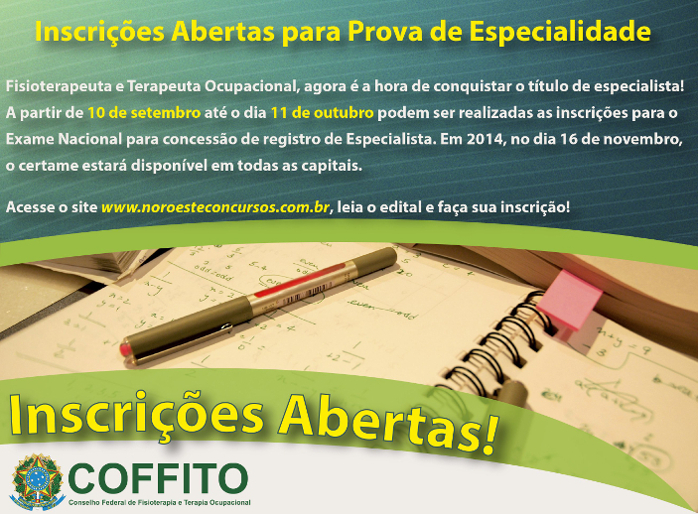 Inscrições Abertas para Prova de Especialidade
Fisioterapeuta e Terapeuta Ocupacional, agora é a hora de conquistar o título de especialista!
A partir de 10 de setembro até o dia 11 de outubro podem ser realizadas as inscrições para o
Exame Nacional para concessão de registro de Especialista. Em 2014, no dia 16 de novembro,
o certame estará disponível em todas as capitais.
Acesse o site www.noroesteconcursos.com.br, leia o edital e faça sua inscrição!
Inscrições Abertas!
COFFITO
Conselho Federal de Fisioterapia e Terapia Ocupacional